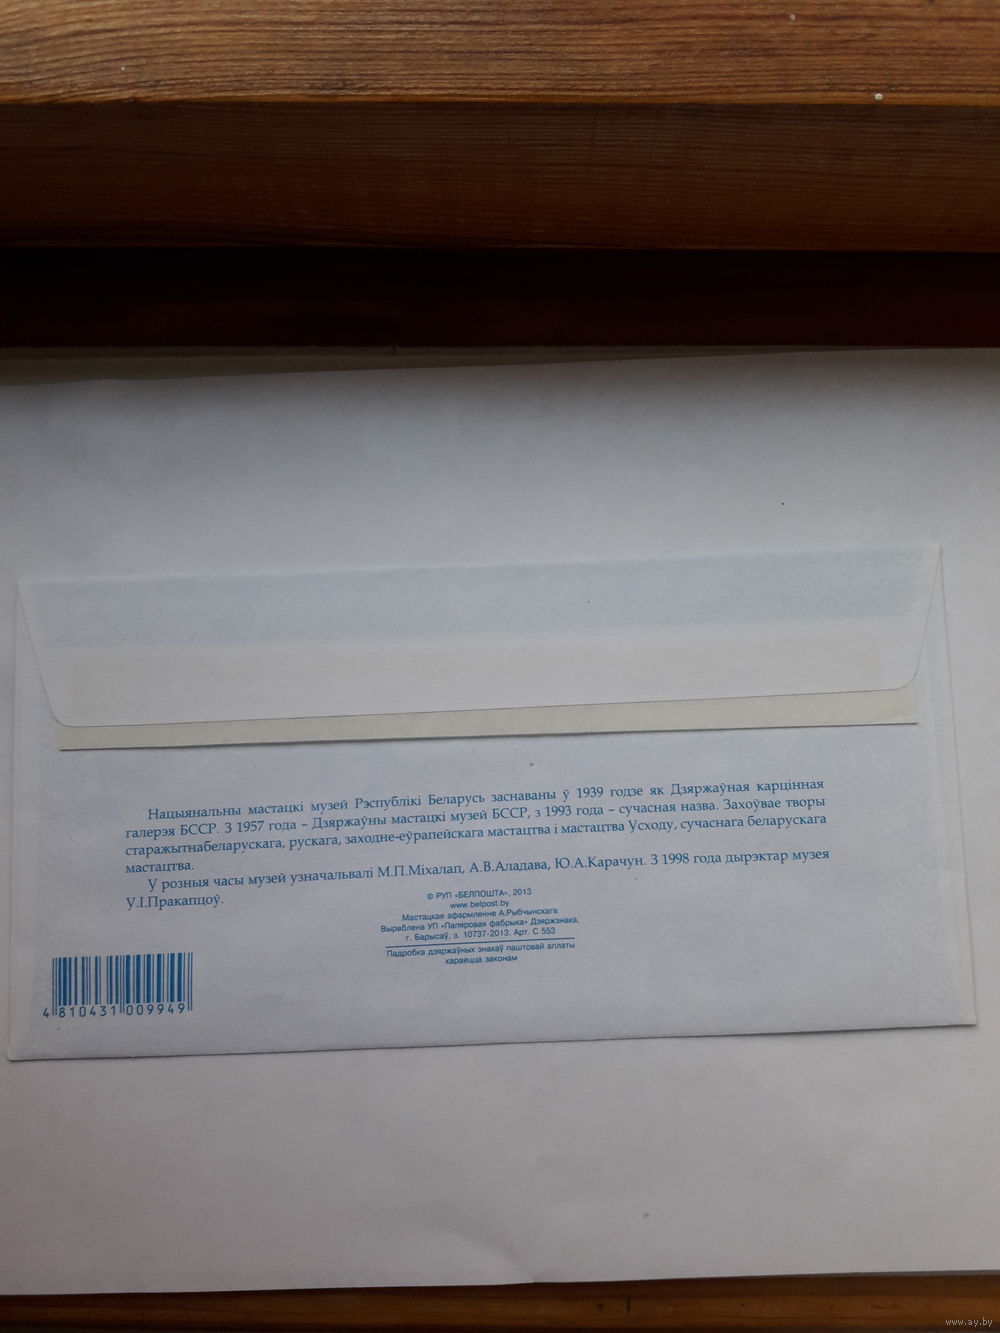 Нацыянальны мастацкі музей Рэспублікі Беларусь заснаваны ў 1939 годзе як Дзяржаўная карцінная
галерэя БССР. З 1957 года – Дзяржаўны мастацкі музей БССР, з 1993 года – сучасная назва. Захоўвае творы
старажытнабеларускага, рускага, заходне-еўрапейскага мастацтва і мастацтва Усходу, сучаснага беларускага
мастацтва.
У розныя часы музей узначальвалі М.П.Міхалап, А.В.Аладава, Ю.А.Карачун. З 1998 года дырэктар музея
У.І.Пракапцоў.
© РУП «БЕЛПОШТА», 2013
www.belpost.by
Мастацкае афармленне А.Рыбчынскага
Выраблена УП «Папяровая фабрыка» Дзяржзнака,
г. Барысаў, з. 10737-2013. Арт. С 553
Падробка дзяржаўных знакаў паштовай аплаты
караецца законам
4 810431 009949
www.ay.by